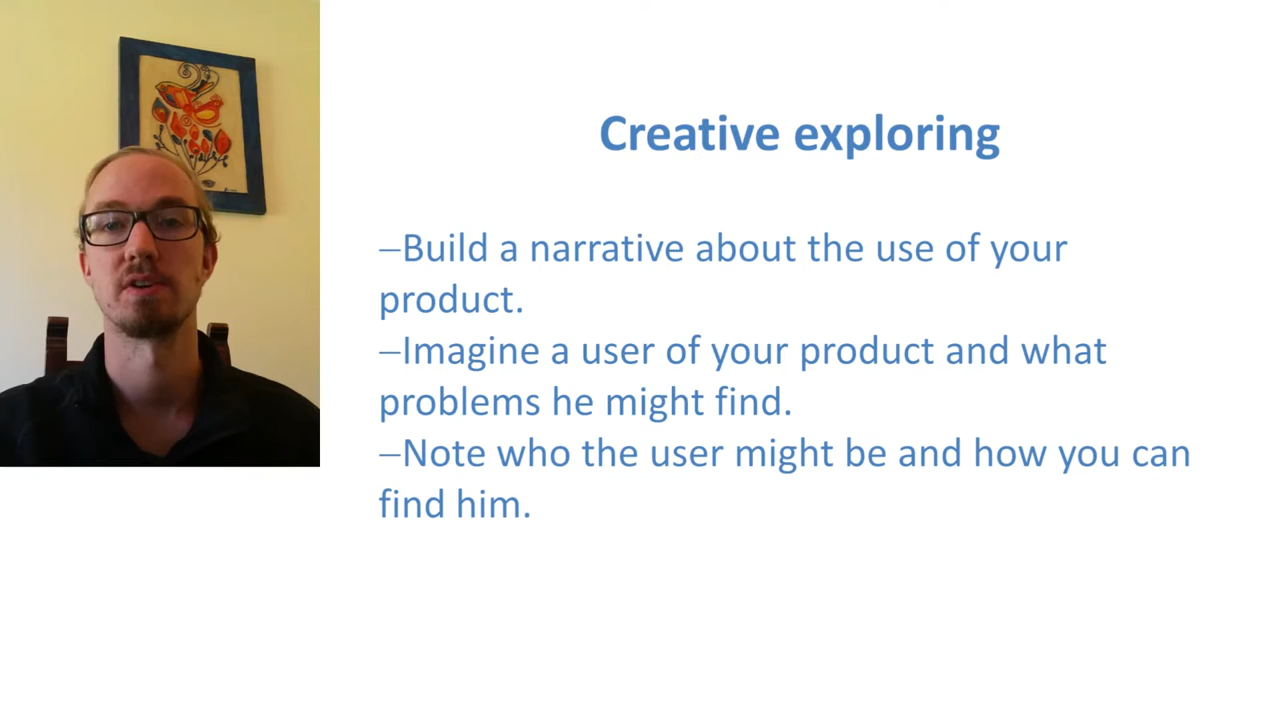 Creative exploring
–Build a narrative about the use of your
product.
–Imagine a user of your product and what
problems he might find.
–Note who the user might be and how you can
find him.